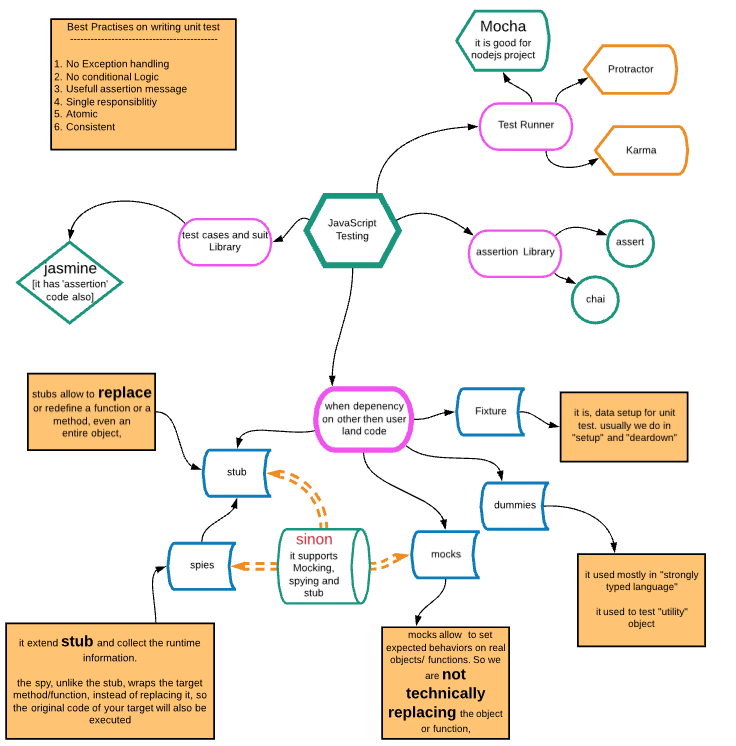 Best Practises on writing unit test
-------------------------------------------
1. No Exception handling
2. No conditional Logic
3. Usefull assertion message
4. Single responsiblitiy
5. Atomic
6. Consistent
Mocha
it is good for
nodejs project
Protractor
Test Runner
Karma
JavaScript
Testing
test cases and suit
Library
jasmine
[it has 'assertion'
code also]
assertion Library
assert
chai
when depenency
on other then user
land code
Fixture
it is, data setup for unit
test. usually we do in
"setup" and "deardown"
stubs allow to replace
or redefine a function or a
method, even an
entire object,
stub
dummies
sinon
it supports
Mocking,
spying and
stub
mocks
spies
it used mostly in "strongly
typed language"
it used to test "utility"
object
it extend stub and collect the runtime
information.
the spy, unlike the stub, wraps the target
method/function, instead of replacing it, so
the original code of your target will also be
executed
mocks allow to set
expected behaviors on real
objects/ functions. So we
are not
technically
replacing the object
or function,